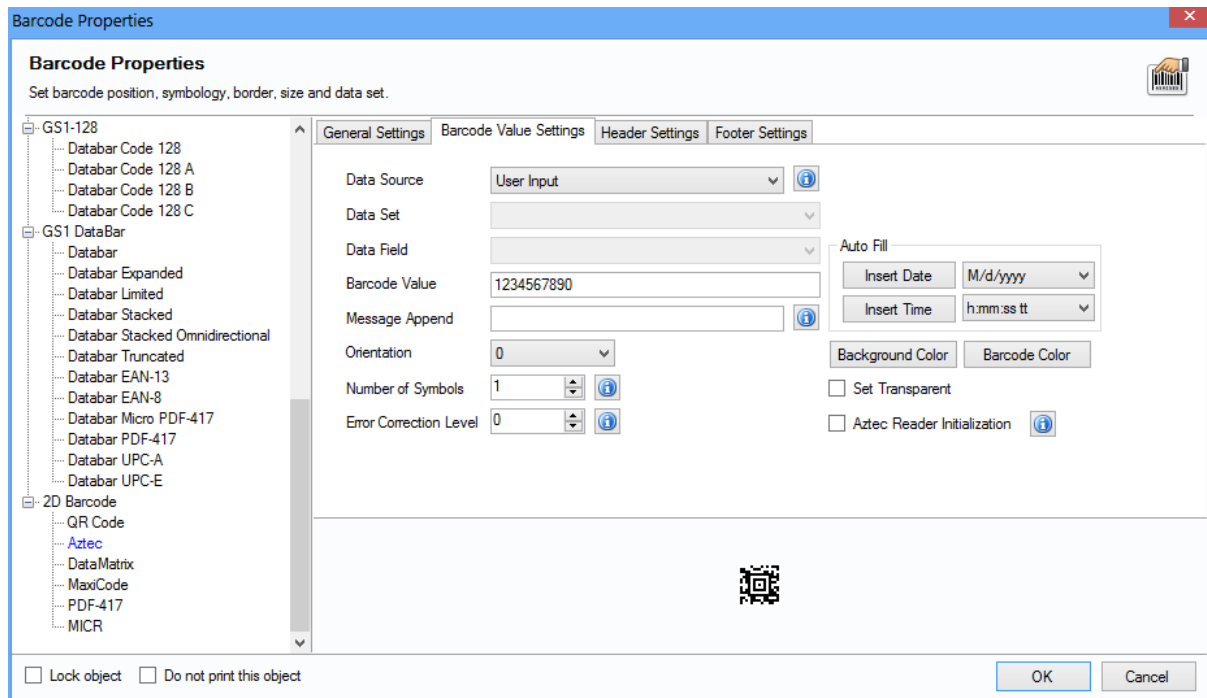 Barcode Properties
Barcode Properties
Set barcode position, symbology, border, size and data set.
GS1-128
Databar Code 128
Databar Code 128 A
Databar Code 128 B
Databar Code 128 C
GS1 DataBar
Databar
Databar Expanded
Databar Limited
Databar Stacked
Databar Stacked Omnidirectional
Databar Truncated
Databar EAN-13
Databar EAN-8
Databar Micro PDF-417
Databar PDF-417
Databar UPC-A
Databar UPC-E
2D Barcode
QR Code
Aztec
DataMatrix
MaxiCode
PDF-417
MICR
General Settings Barcode Value Settings Header Settings Footer Settings
Data Source User Input
Data Set
Data Field
Barcode Value 1234567890
Message Append
Orientation 0
Number of Symbols 1
Error Correction Level 0
Auto Fill
Insert Date M/d/yyyy
Insert Time h:mm:ss tt
Background Color Barcode Color
Set Transparent
Aztec Reader Initialization
Lock object Do not print this object OK Cancel